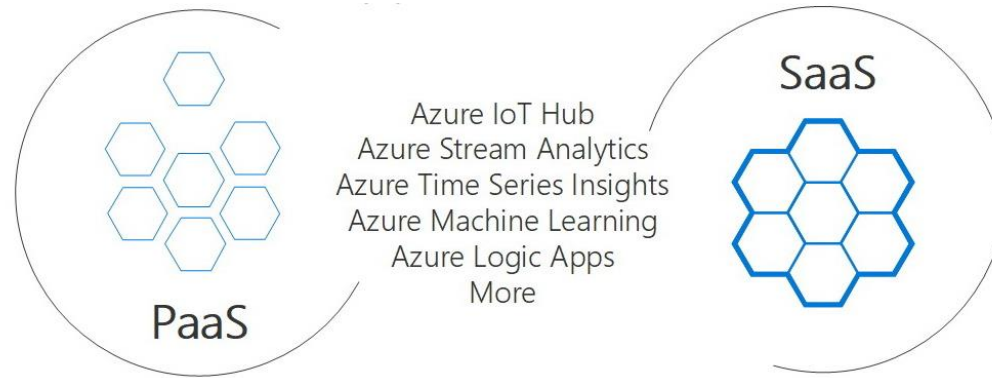 PaaS
Azure IoT Hub
Azure Stream Analytics
Azure Time Series Insights
Azure Machine Learning
Azure Logic Apps
More
SaaS